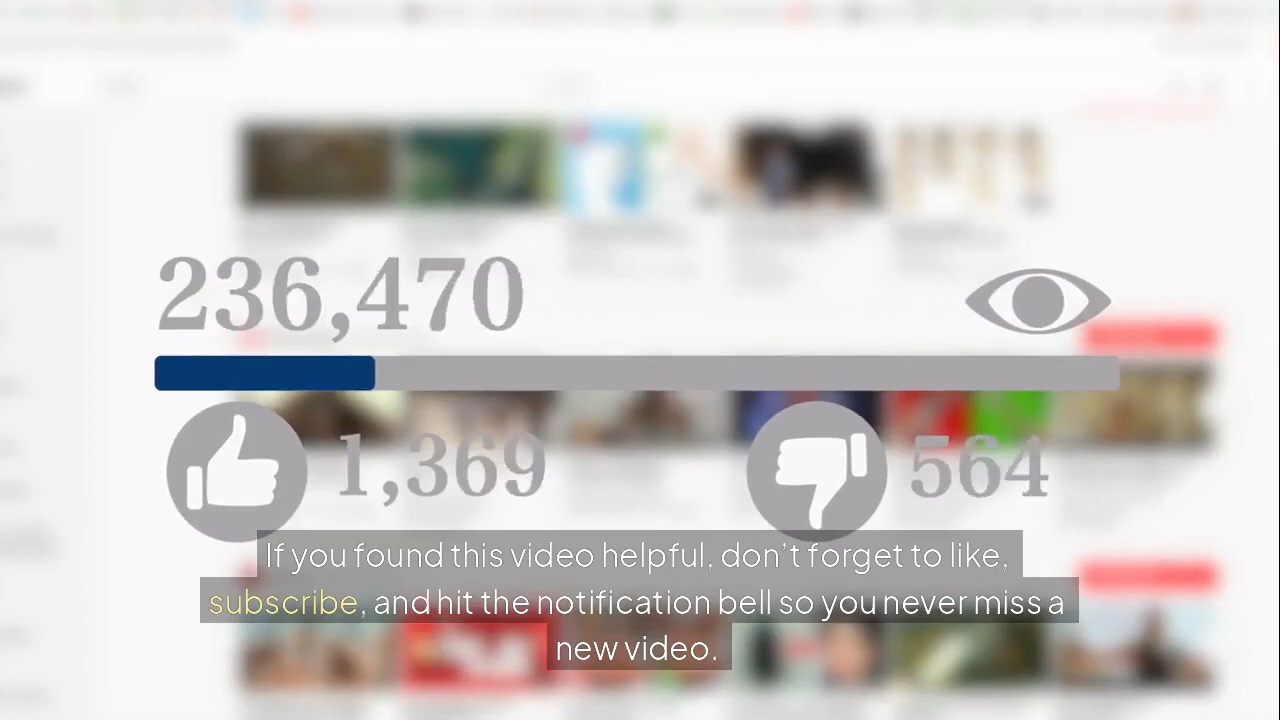 236,470
1,369
564
If you found this video helpful, don't forget to like,
subscribe, and hit the notification bell so you never miss a
new video.